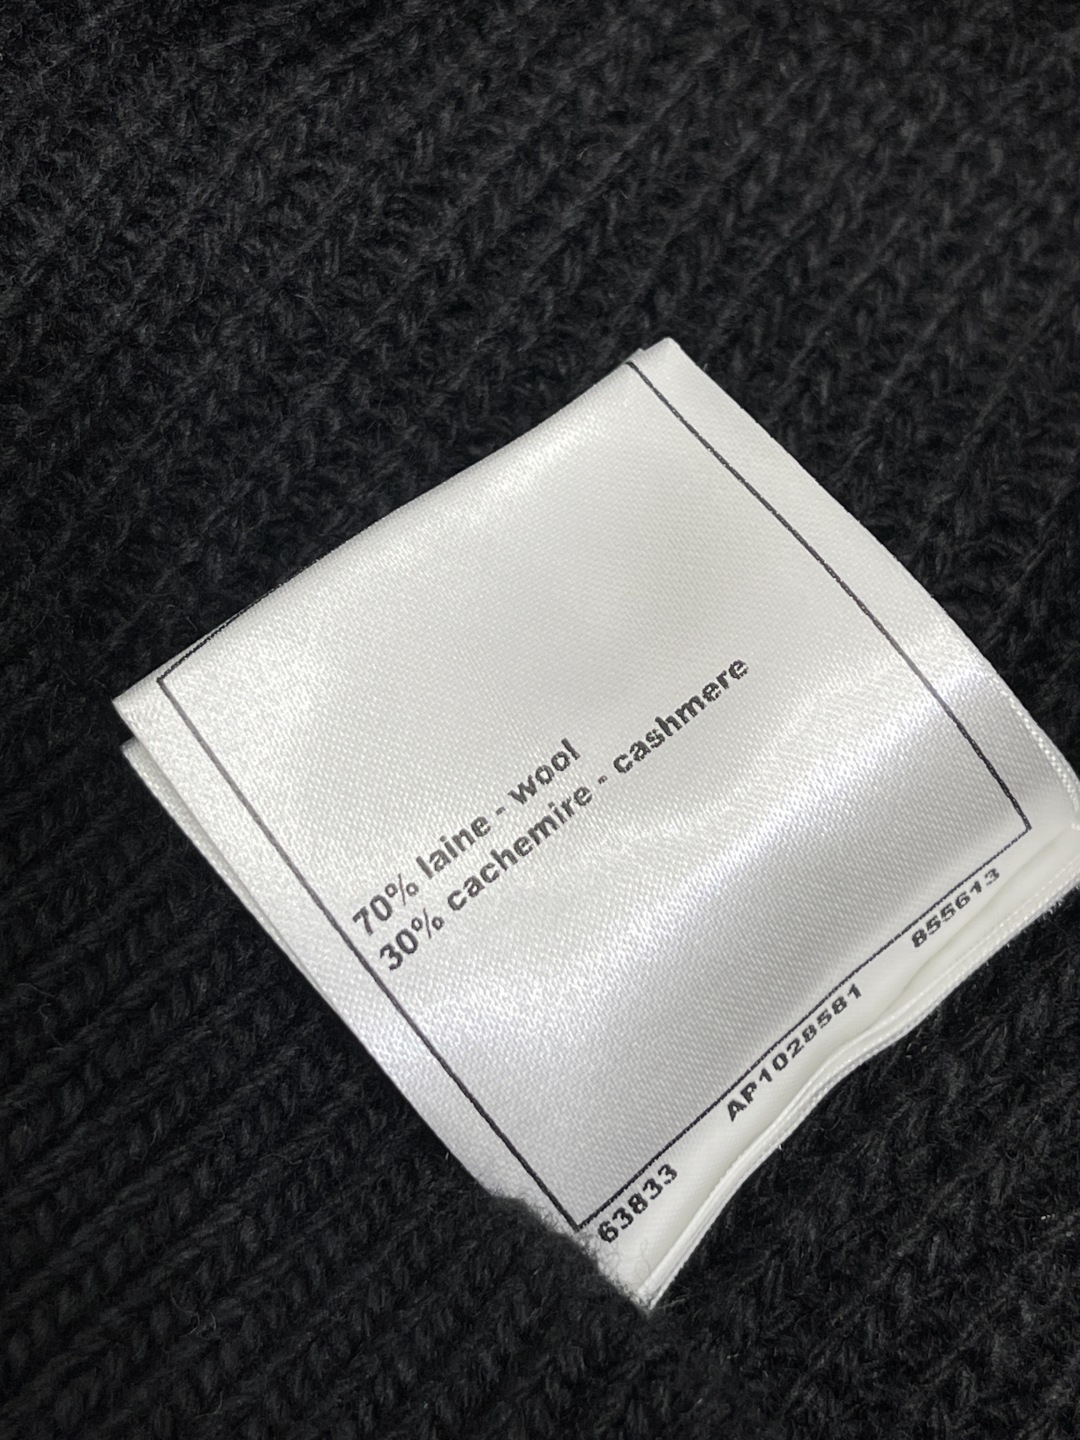 70% laine - wool
30% cachemire - cashmere
63833 AP1028581 855613